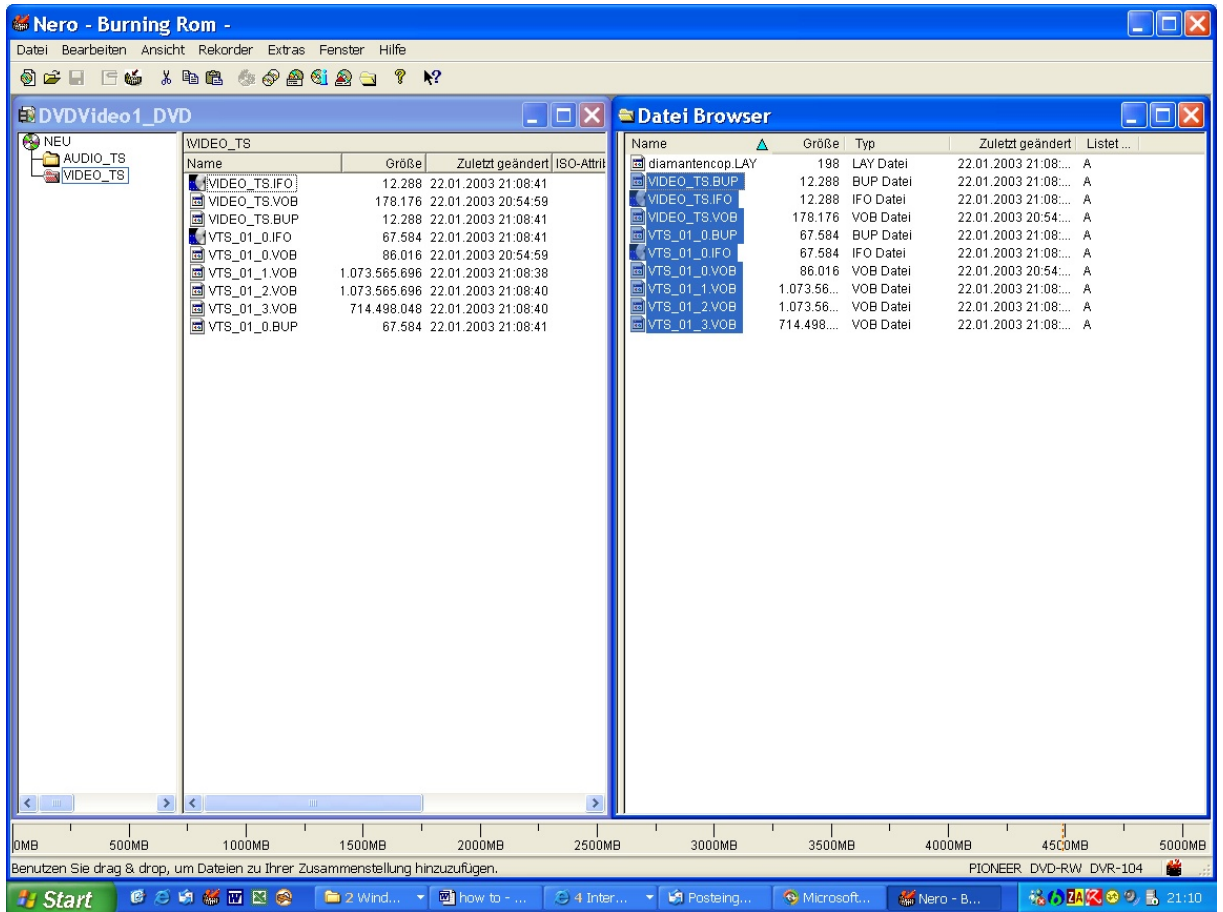 Nero - Burning Rom -
Datei Bearbeiten Ansicht Rekorder Extras Fenster Hilfe
DVDVideo1_DVD
NEU
AUDIO_TS
VIDEO_TS
\VIDEO_TS
Name Größe Zuletzt geändert ISO-Attrib
VIDEO_TS.IFO 12.288 22.01.2003 21:08:41
VIDEO_TS.VOB 178.176 22.01.2003 20:54:59
VIDEO_TS.BUP 12.288 22.01.2003 21:08:41
VTS_01_0.IFO 67.584 22.01.2003 21:08:41
VTS_01_0.VOB 86.016 22.01.2003 20:54:59
VTS_01_1.VOB 1.073.565.696 22.01.2003 21:08:38
VTS_01_2.VOB 1.073.565.696 22.01.2003 21:08:40
VTS_01_3.VOB 714.498.048 22.01.2003 21:08:40
VTS_01_0.BUP 67.584 22.01.2003 21:08:41
Datei Browser
Name Größe Typ Zuletzt geändert Listet ...
diamantencop.LAY 198 LAY Datei 22.01.2003 21:08:... A
VIDEO_TS.BUP 12.288 BUP Datei 22.01.2003 21:08:... A
VIDEO_TS.IFO 12.288 IFO Datei 22.01.2003 21:08:... A
VIDEO_TS.VOB 178.176 VOB Datei 22.01.2003 20:54:... A
VTS_01_0.BUP 67.584 BUP Datei 22.01.2003 21:08:... A
VTS_01_0.IFO 67.584 IFO Datei 22.01.2003 21:08:... A
VTS_01_0.VOB 86.016 VOB Datei 22.01.2003 20:54:... A
VTS_01_1.VOB 1.073.56... VOB Datei 22.01.2003 21:08:... A
VTS_01_2.VOB 1.073.56... VOB Datei 22.01.2003 21:08:... A
VTS_01_3.VOB 714.498.... VOB Datei 22.01.2003 21:08:... A
0MB 500MB 1000MB 1500MB 2000MB 2500MB 3000MB 3500MB 4000MB 4500MB 5000MB
Benutzen Sie drag & drop, um Dateien zu Ihrer Zusammenstellung hinzuzufügen. PIONEER DVD-RW DVR-104
Start 2 Wind... how to - ... 4 Inter... Posteing... Microsoft... Nero - B... 21:10